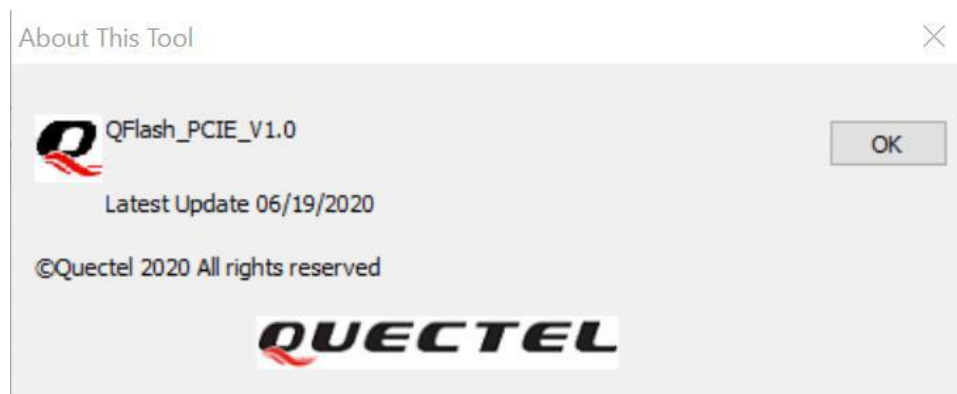 About This Tool
QFlash_PCIE_V1.0
OK
Latest Update 06/19/2020
©Quectel 2020 All rights reserved
QUECTEL